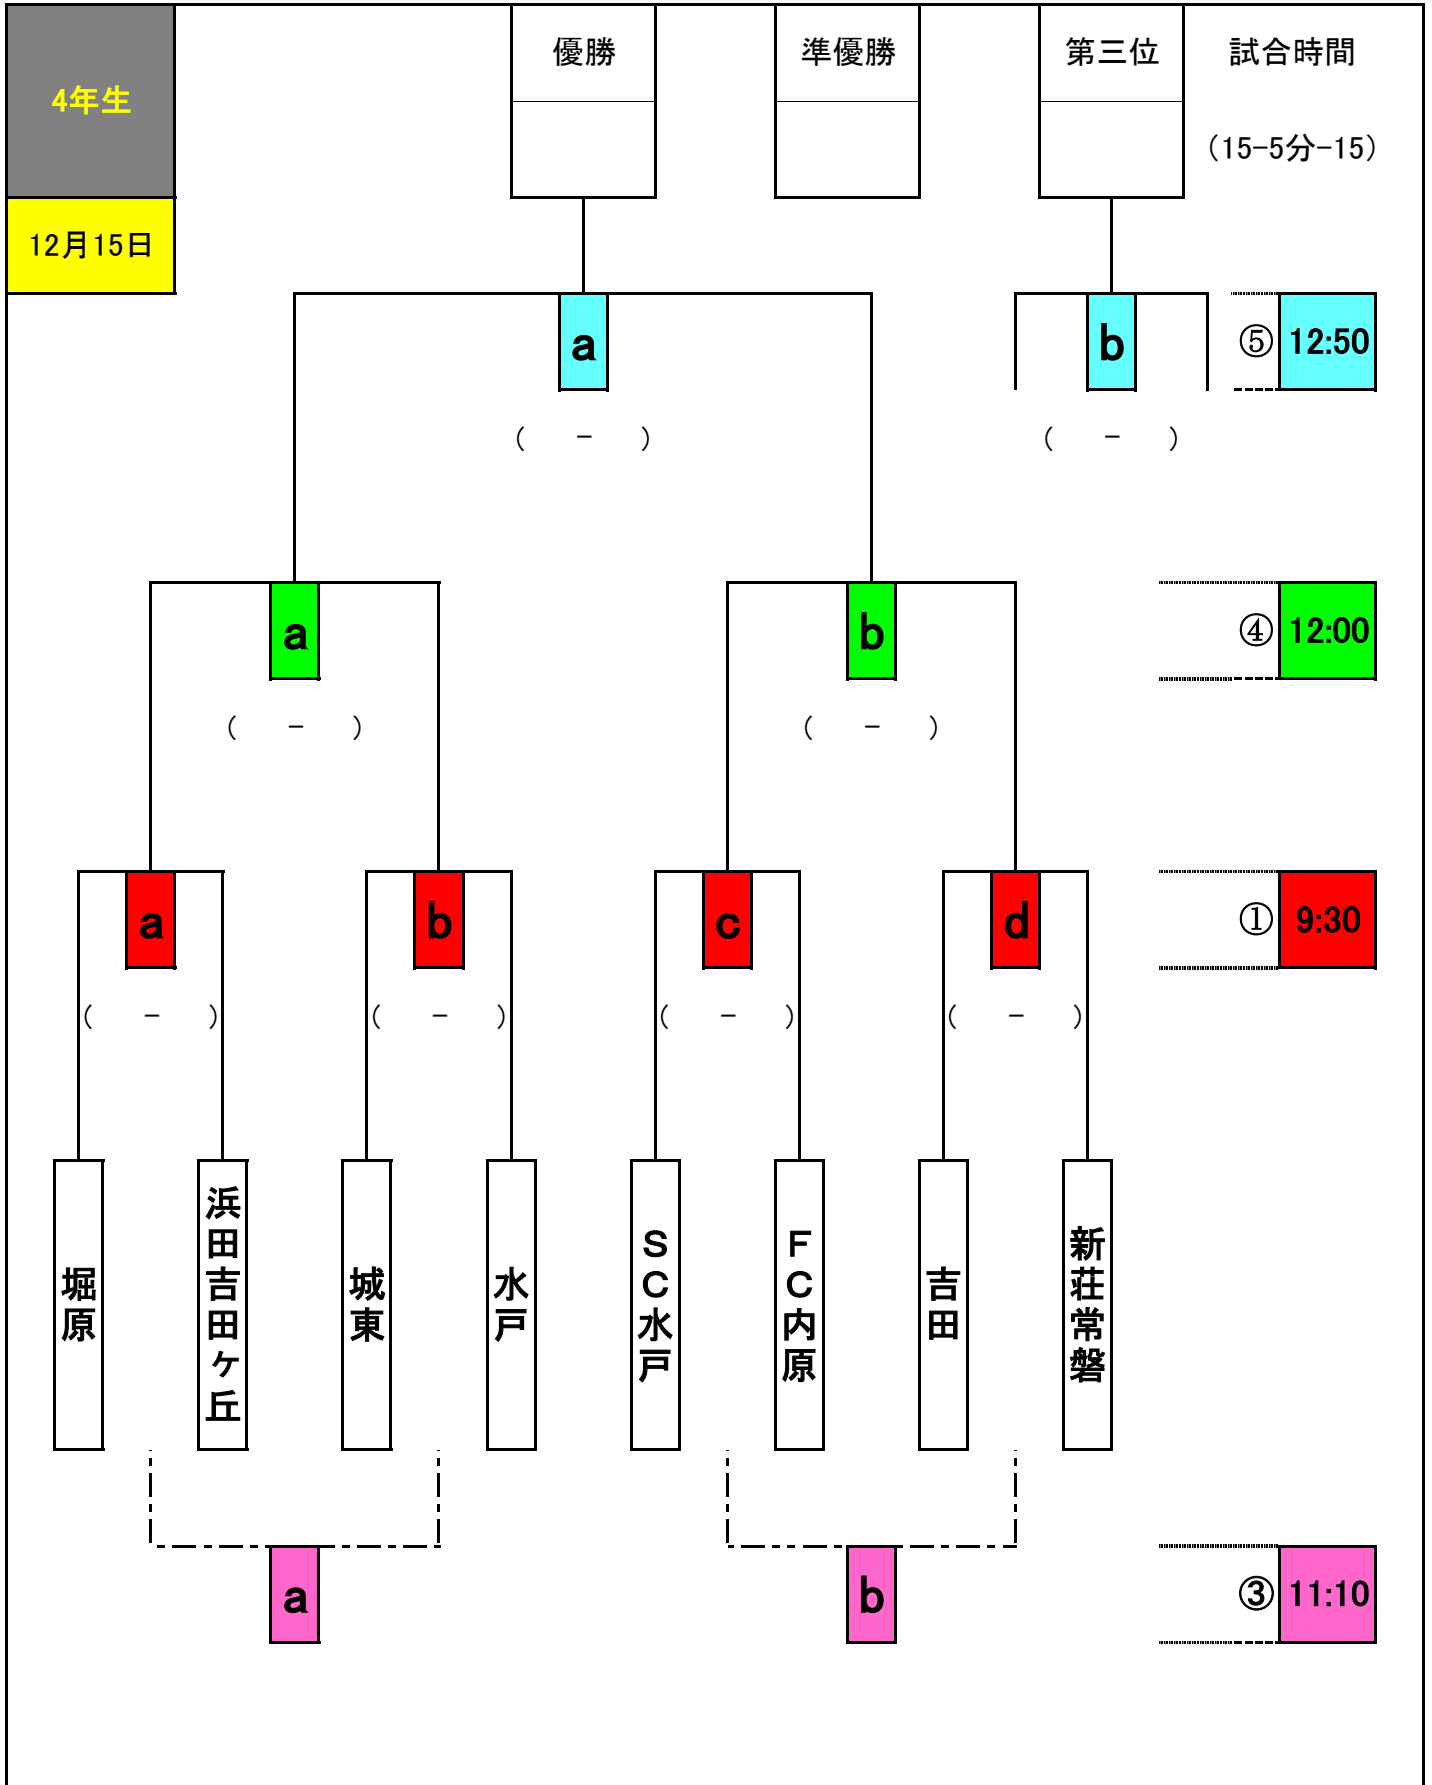 4年生
優勝
準優勝
第三位
試合時間
（15-5分-15）
12月15日
a
b
⑤ 12:50
（ - ）
（ - ）
a
b
④ 12:00
（ - ）
（ - ）
a
b
c
d
① 9:30
（ - ）
（ - ）
（ - ）
（ - ）
堀原
浜田吉田ヶ丘
城東
水戸
ＳＣ水戸
ＦＣ内原
吉田
新荘常磐
a
b
③ 11:10